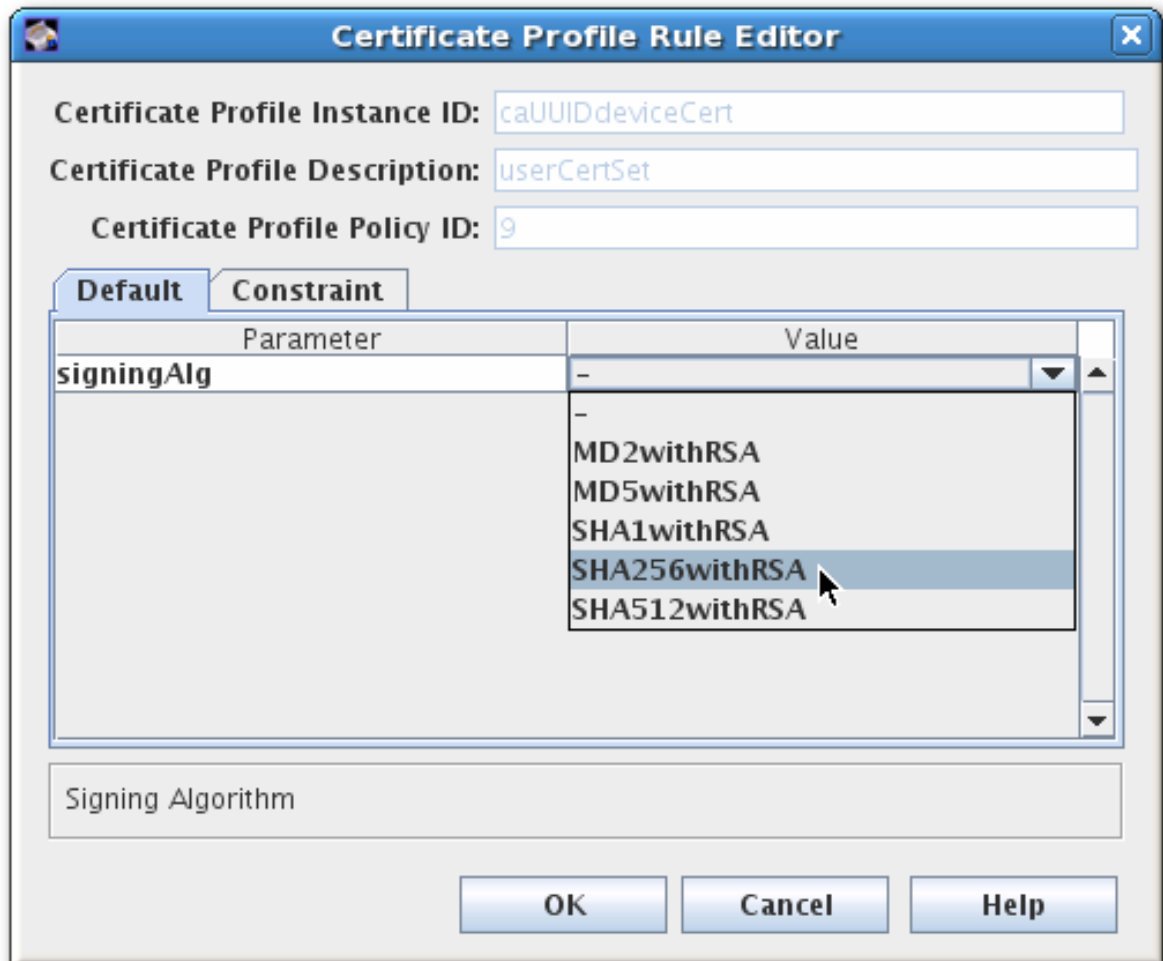 Certificate Profile Rule Editor
Certificate Profile Instance ID: caUUIDdeviceCert
Certificate Profile Description: userCertSet
Certificate Profile Policy ID: 9
Default Constraint
Parameter Value
signingAlg -
-
MD2withRSA
MD5withRSA
SHA1withRSA
SHA256withRSA
SHA512withRSA
Signing Algorithm
OK Cancel Help